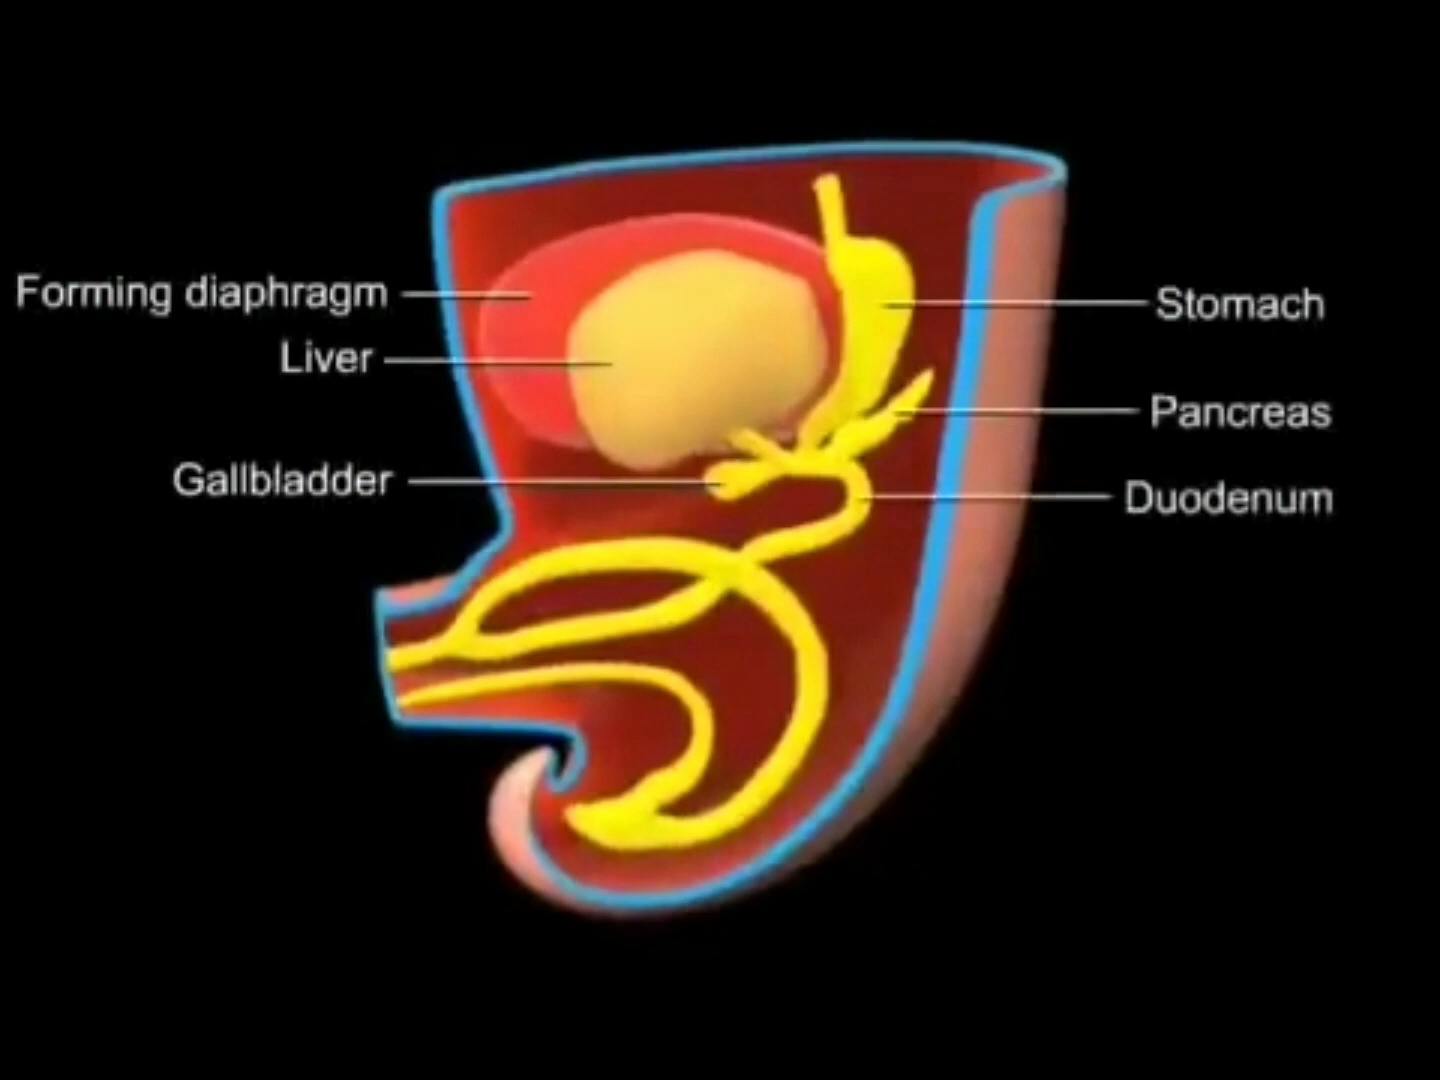 Forming diaphragm
Liver
Gallbladder
Stomach
Pancreas
Duodenum